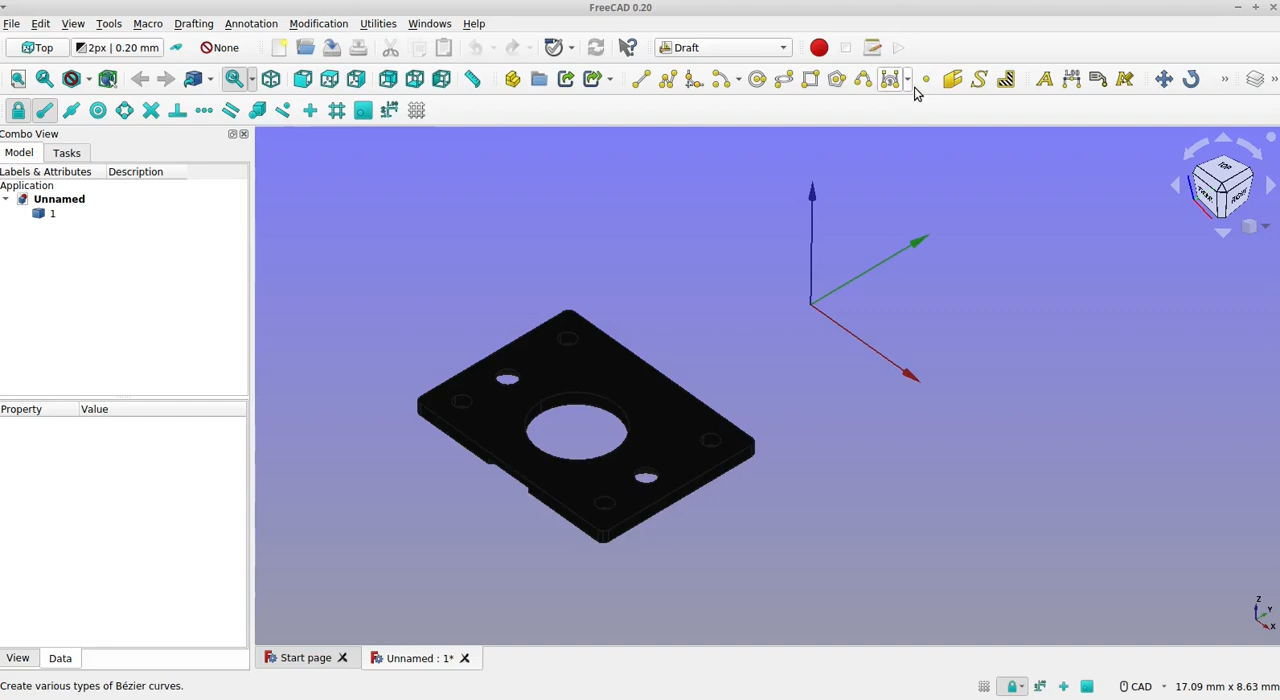 FreeCAD 0.20
File Edit View Tools Macro Drafting Annotation Modification Utilities Windows Help
Top 2px | 0.20 mm None Draft
Combo View
Model Tasks
Labels & Attributes Description
Application
Unnamed
1
TOP
RIGHT
Property Value
Z
Y
X
View Data
Start page Unnamed : 1*
Create various types of Bézier curves. CAD 17.09 mm x 8.63 mm